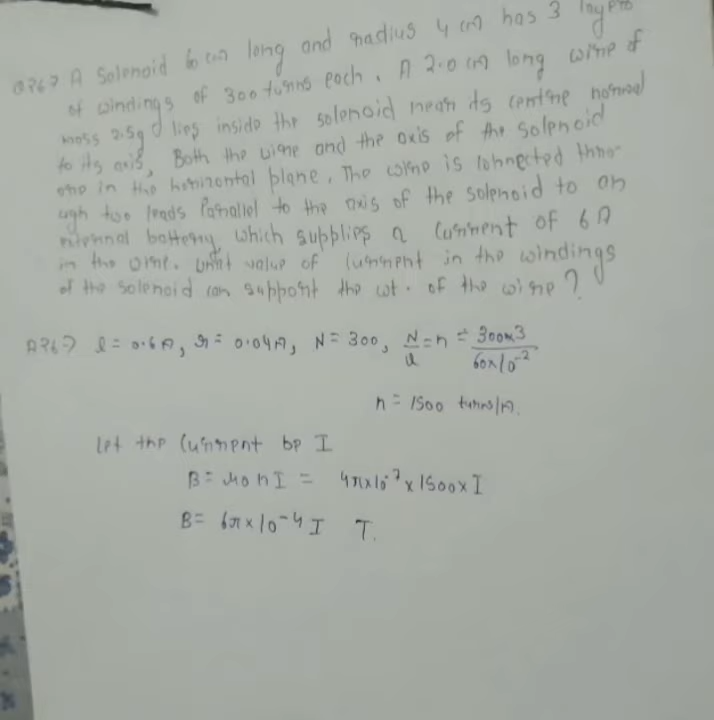 Q26) A Solenoid 60 cm long and radius 4 cm has 3 layers
of windings of 300 turns each. A 2.0 cm long wire of
mass 2.5g lies inside the solenoid near its centre normal
to its axis, Both the wire and the axis of the solenoid
are in the horizontal plane. The wire is connected thro-
ugh two leads Parallel to the axis of the solenoid to an
external battery which supplies a Current of 6 A
in the wire. What value of current in the windings
of the solenoid can support the wt. of the wire?
A26) l = 0.6 m, r = 0.04 m, N = 300, N/l = n = 300×3 / 60×10⁻²
n = 1500 turns/m.
Let the Current be I
B = μ0 n I = 4π×10⁻⁷ × 1500 × I
B = 6π × 10⁻⁴ I T.